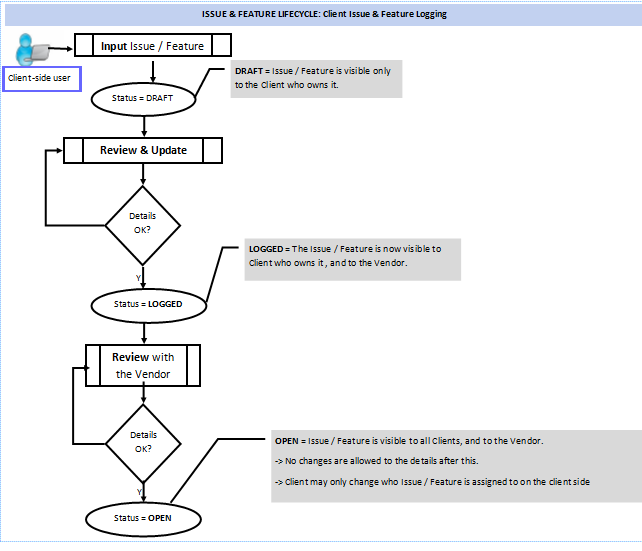 ISSUE & FEATURE LIFECYCLE: Client Issue & Feature Logging
Input Issue / Feature
Client-side user
DRAFT = Issue / Feature is visible only
to the Client who owns it.
Status = DRAFT
Review & Update
Details
OK?
Y
LOGGED = The Issue / Feature is now visible to
Client who owns it , and to the Vendor.
Status = LOGGED
Review with
the Vendor
Details
OK?
Y
OPEN = Issue / Feature is visible to all Clients, and to the Vendor.
-> No changes are allowed to the details after this.
-> Client may only change who Issue / Feature is assigned to on the client side
Status = OPEN